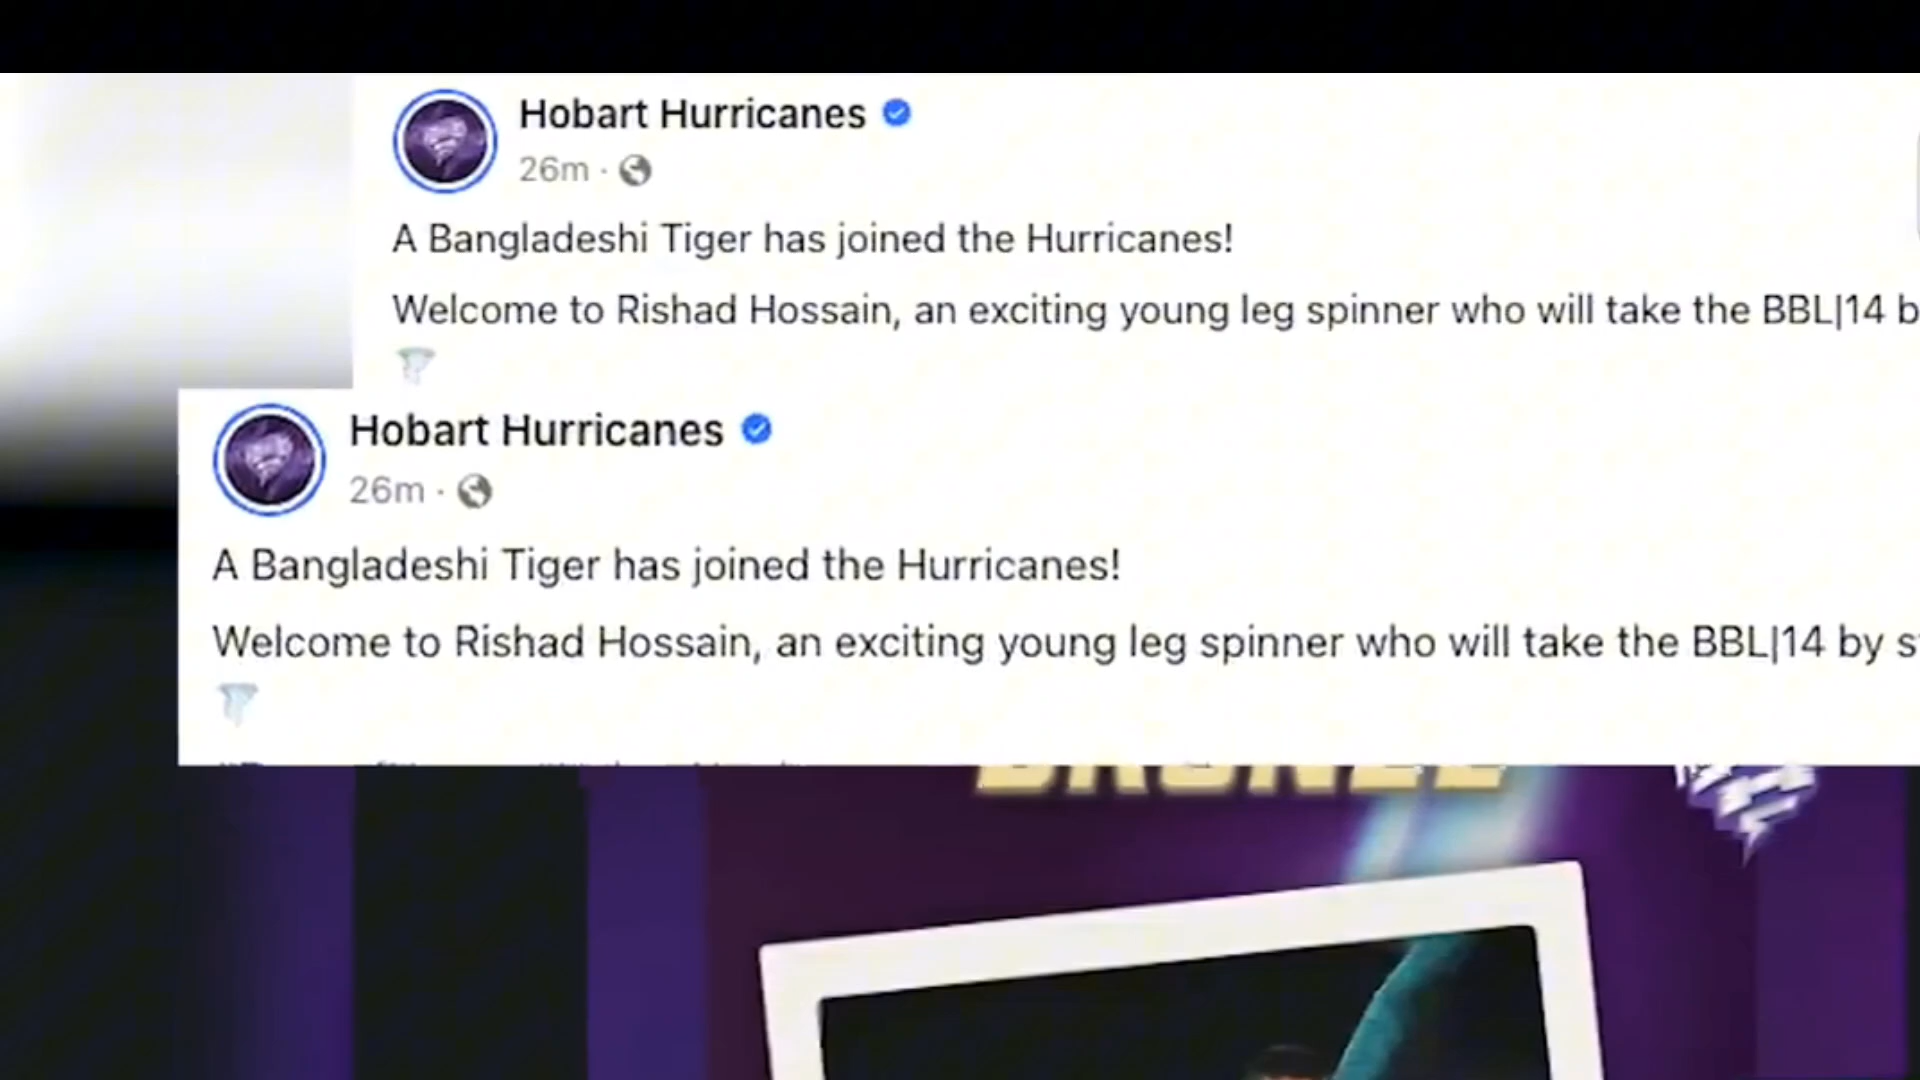 Hobart Hurricanes
26m ·
A Bangladeshi Tiger has joined the Hurricanes!
Welcome to Rishad Hossain, an exciting young leg spinner who will take the BBL|14 b
Hobart Hurricanes
26m ·
A Bangladeshi Tiger has joined the Hurricanes!
Welcome to Rishad Hossain, an exciting young leg spinner who will take the BBL|14 by s
BRONZE